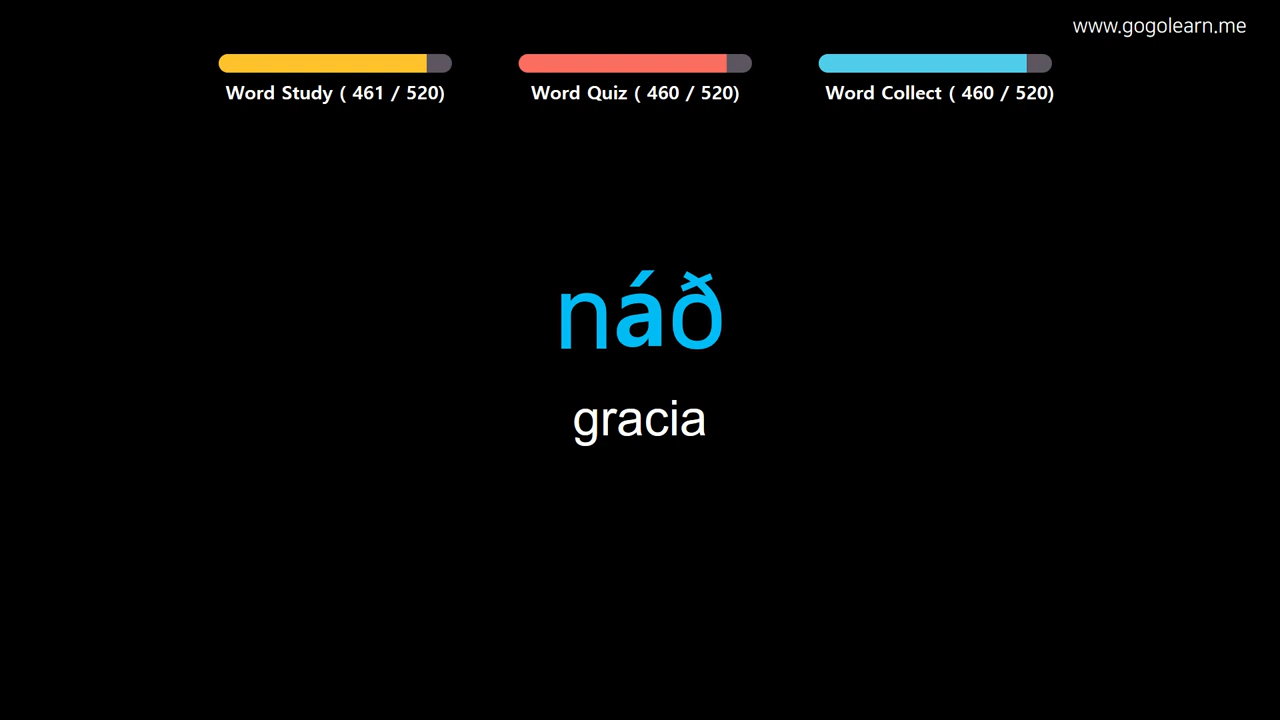 www.gogolearn.me
Word Study ( 461 / 520)
Word Quiz ( 460 / 520)
Word Collect ( 460 / 520)
náð
gracia